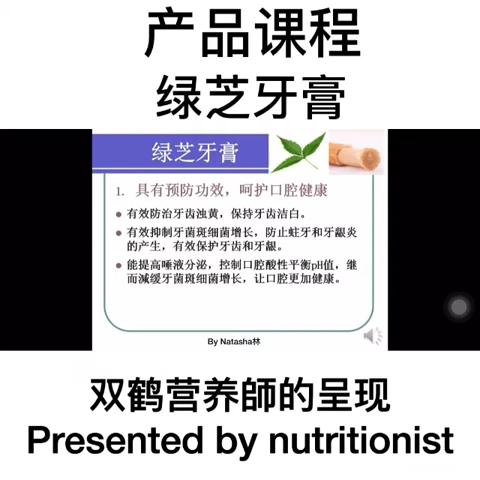 产品课程
绿芝牙膏
绿芝牙膏
1. 具有预防功效，呵护口腔健康
● 有效防治牙齿浊黄，保持牙齿洁白。
● 有效抑制牙菌斑细菌增长，防止蛀牙和牙龈炎
的产生，有效保护牙齿和牙龈。
● 能提高唾液分泌，控制口腔酸性平衡pH值，继
而减缓牙菌斑细菌增长，让口腔更加健康。
By Natasha林
双鹤营养師的呈现
Presented by nutritionist